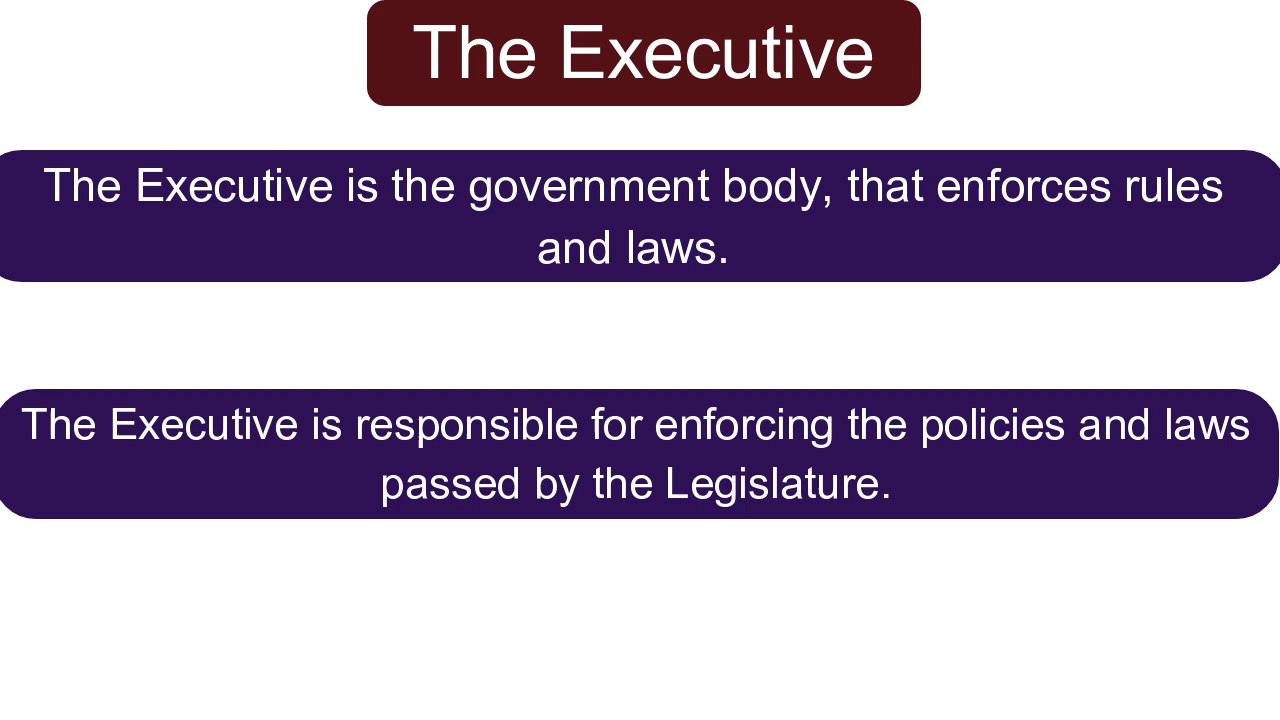 The Executive
The Executive is the government body, that enforces rules
and laws.
The Executive is responsible for enforcing the policies and laws
passed by the Legislature.